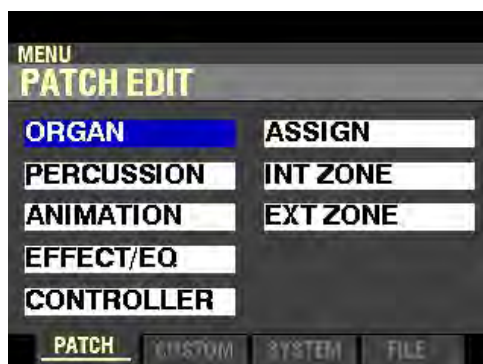 MENU
PATCH EDIT
ORGAN
PERCUSSION
ANIMATION
EFFECT/EQ
CONTROLLER
ASSIGN
INT ZONE
EXT ZONE
PATCH CUSTOM SYSTEM FILE